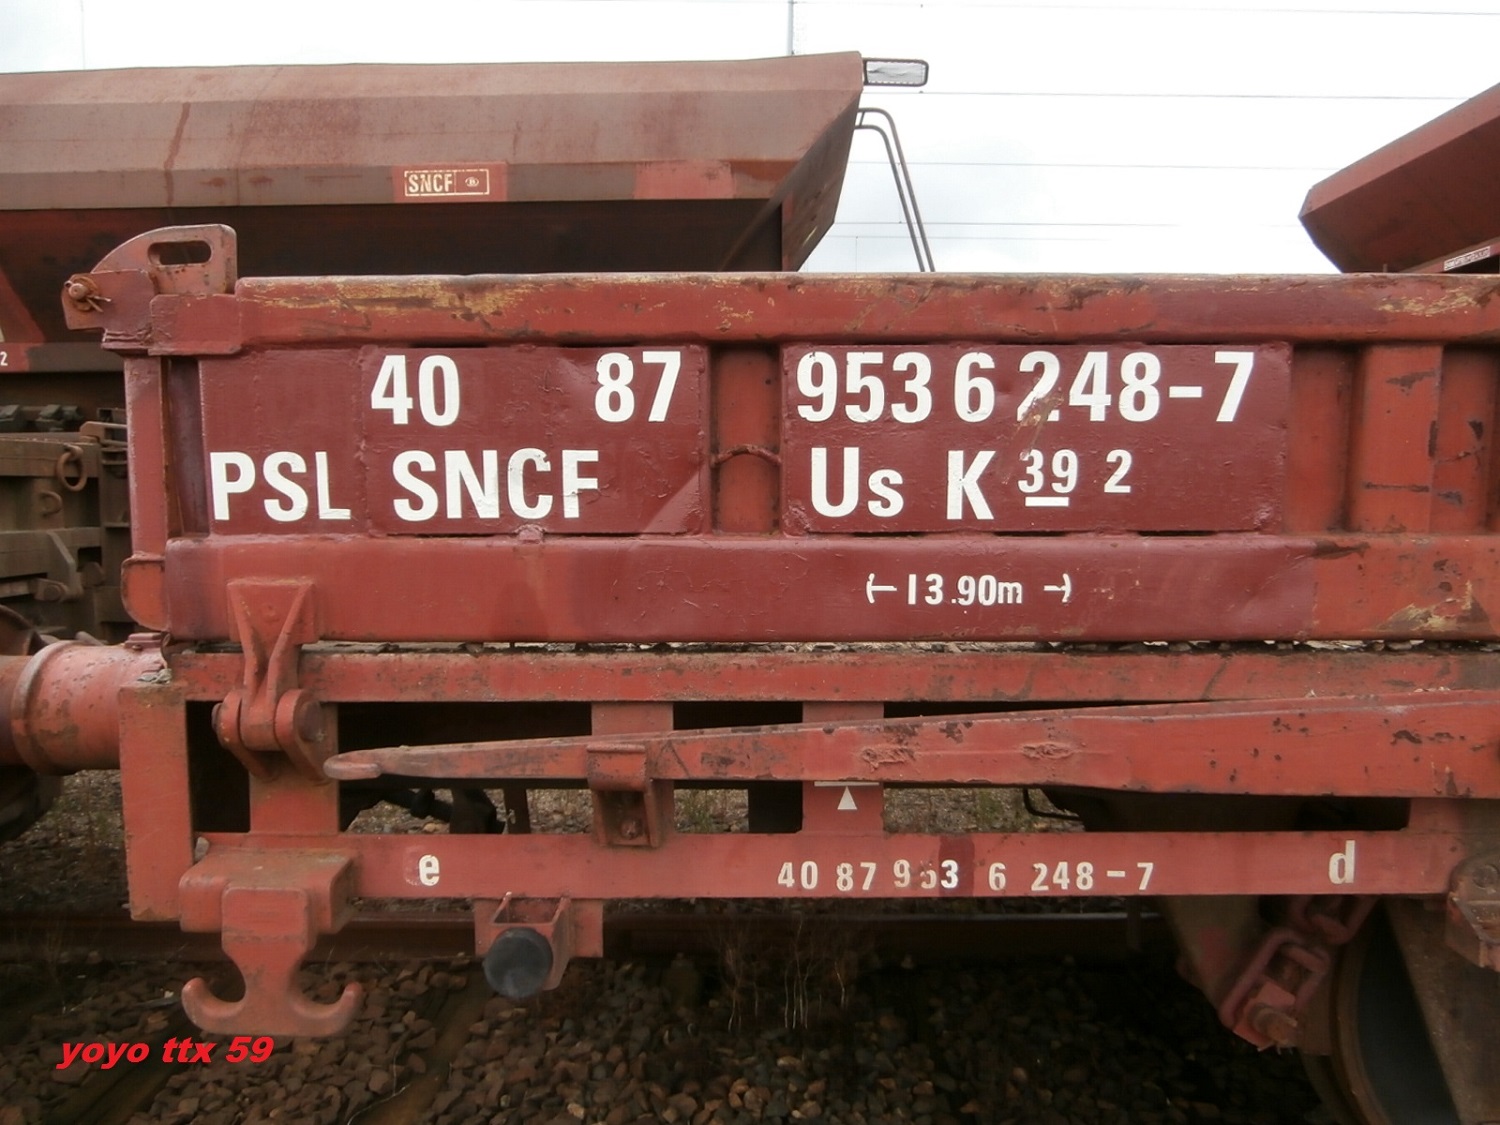 SNCF B
2
40 87 953 6 248-7
PSL SNCF Us K 39 2
13.90m
e 40 87 953 6 248-7 d
yoyo ttx 59